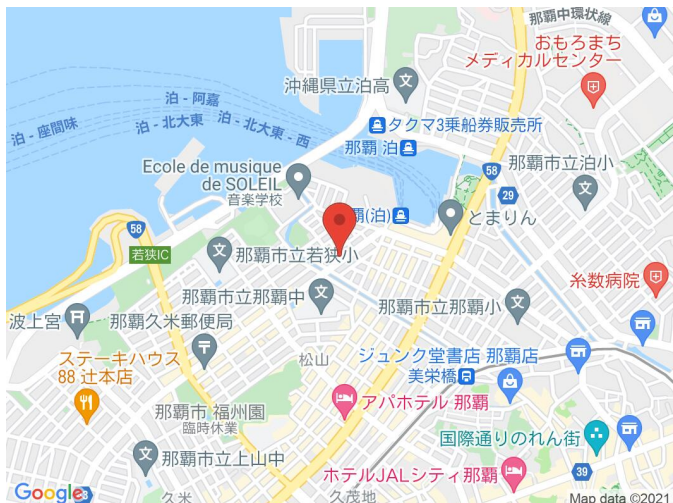 那覇中環状線
おもろまち
メディカルセンター
沖縄県立泊高
泊 - 阿嘉
泊 - 座間味
泊 - 北大東
泊 - 北大東 - 西
タクマ3乗船券販売所
那覇 泊
Ecole de musique
de SOLEIL
音楽学校
58
29
那覇市立泊小
覇(泊)
とまりん
58
若狭IC
那覇市立若狭小
糸数病院
那覇市立那覇中
那覇市立那覇小
波上宮
那覇久米郵便局
ステーキハウス
88 辻本店
松山
ジュンク堂書店 那覇店
美栄橋
アパホテル 那覇
那覇市 福州園
臨時休業
国際通りのれん街
那覇市立上山中
ホテルJALシティ那覇
39
久米
久茂地
Google
Map data ©2021